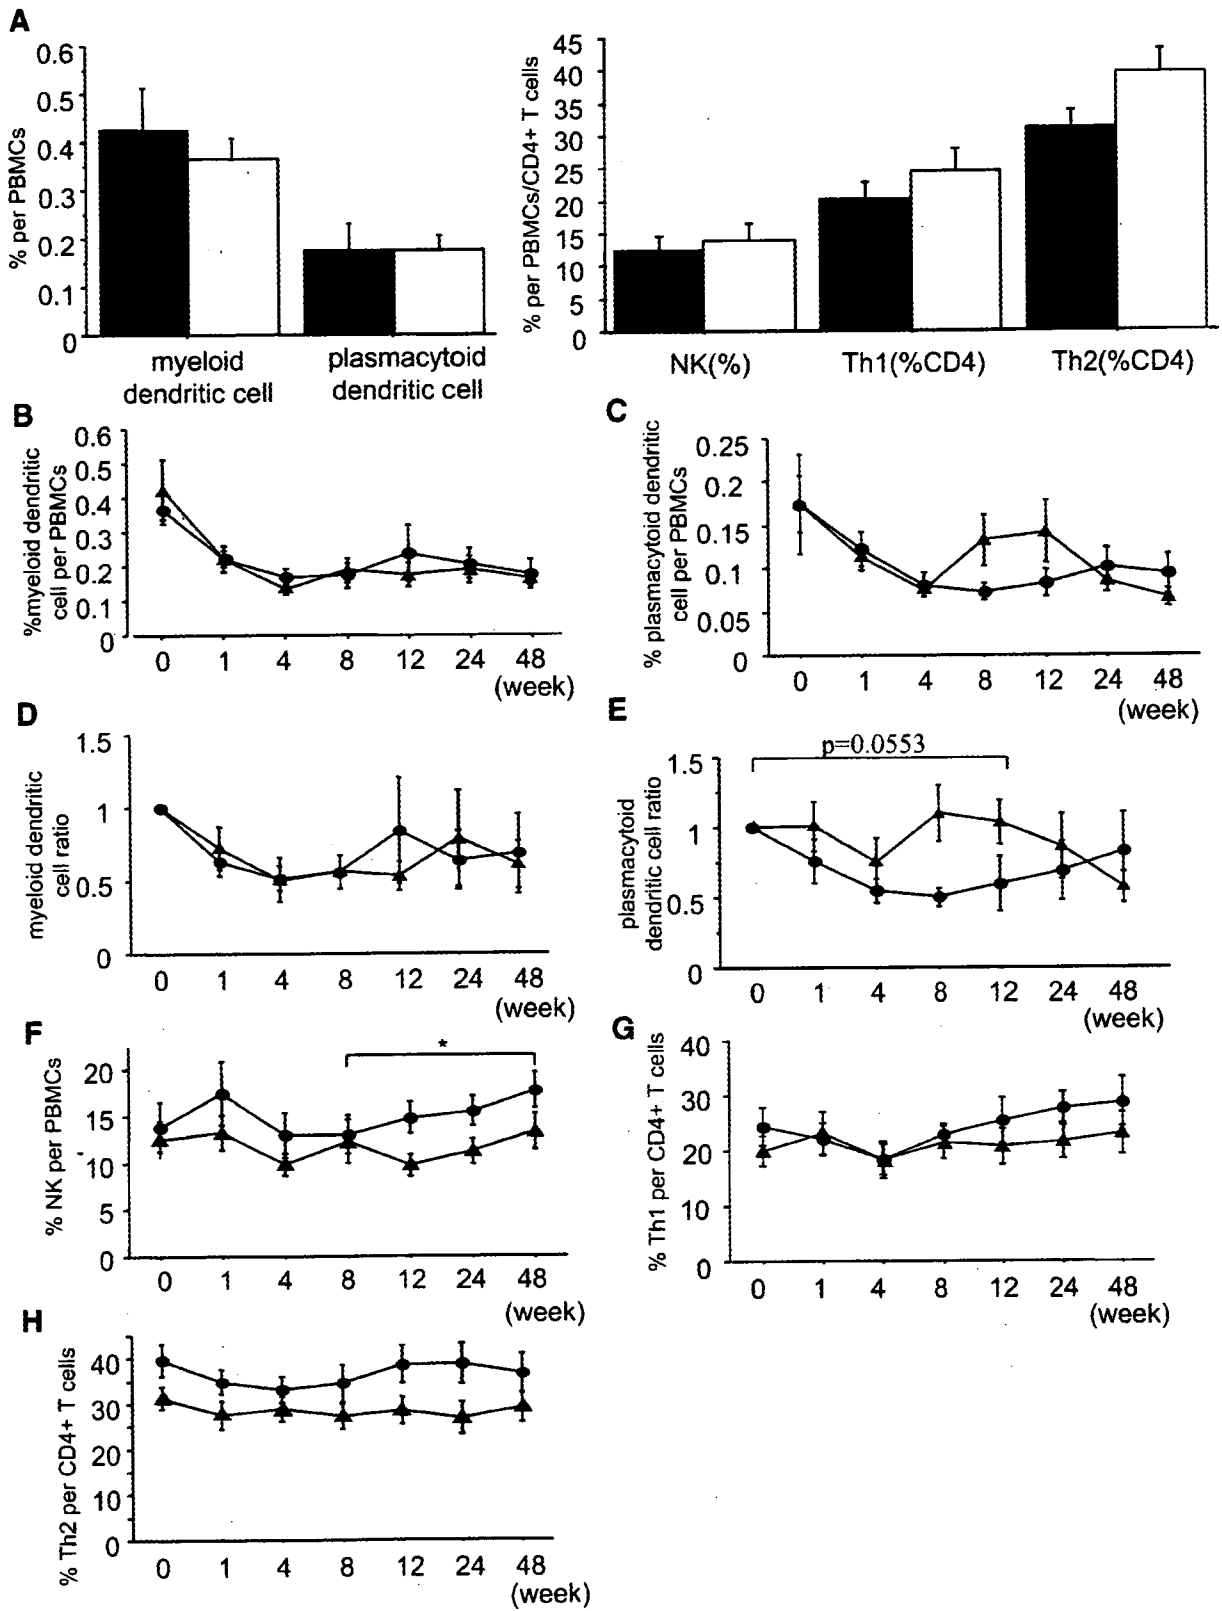 A
% per PBMCs
0.6
0.5
0.4
0.3
0.2
0.1
0
myeloid
dendritic cell
plasmacytoid
dendritic cell
% per PBMCs/CD4+ T cells
45
40
35
30
25
20
15
10
5
0
NK(%)
Th1(%CD4)
Th2(%CD4)
B
%myeloid dendritic
cell per PBMCs
0.6
0.5
0.4
0.3
0.2
0.1
0
0 1 4 8 12 24 48
(week)
C
% plasmacytoid dendritic
cell per PBMCs
0.25
0.2
0.15
0.1
0.05
0
0 1 4 8 12 24 48
(week)
D
myeloid dendritic
cell ratio
1.5
1
0.5
0
0 1 4 8 12 24 48
(week)
E
plasmacytoid
dendritic cell ratio
p=0.0553
1.5
1
0.5
0
0 1 4 8 12 24 48
(week)
F
% NK per PBMCs
*
20
15
10
5
0
0 1 4 8 12 24 48
(week)
G
% Th1 per CD4+ T cells
40
30
20
10
0
0 1 4 8 12 24 48
(week)
H
% Th2 per CD4+ T cells
40
30
20
10
0
0 1 4 8 12 24 48
(week)